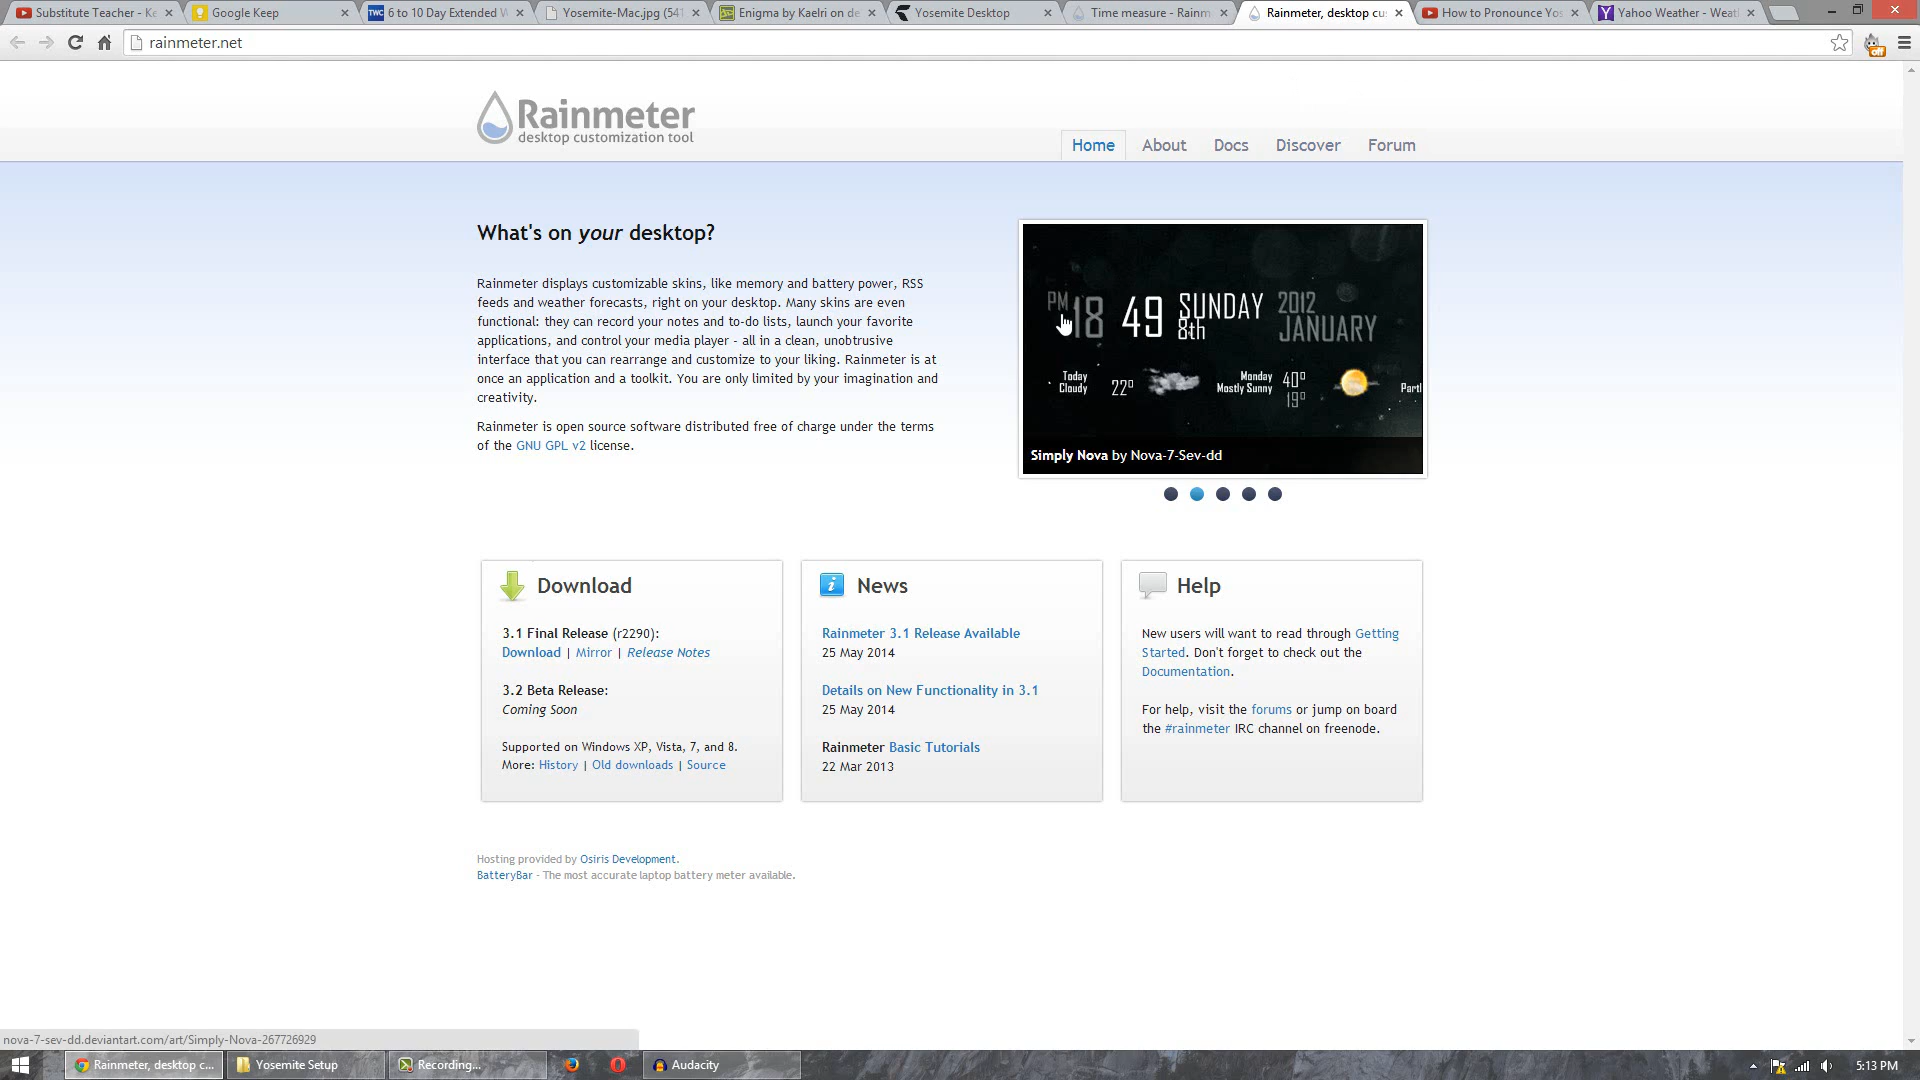 Substitute Teacher - Ke
Google Keep
TWC 6 to 10 Day Extended W
Yosemite-Mac.jpg (541
Enigma by Kaelri on de
Yosemite Desktop
Time measure - Rainm
Rainmeter, desktop cu
How to Pronounce Yos
Yahoo Weather - Weat
rainmeter.net
off
Rainmeter
desktop customization tool
Home
About
Docs
Discover
Forum
What's on your desktop?
Rainmeter displays customizable skins, like memory and battery power, RSS
feeds and weather forecasts, right on your desktop. Many skins are even
functional: they can record your notes and to-do lists, launch your favorite
applications, and control your media player - all in a clean, unobtrusive
interface that you can rearrange and customize to your liking. Rainmeter is at
once an application and a toolkit. You are only limited by your imagination and
creativity.
Rainmeter is open source software distributed free of charge under the terms
of the GNU GPL v2 license.
PM 18 49 SUNDAY 8th 2012 JANUARY
Today Cloudy 22° Monday Mostly Sunny 40° 19° Partl
Simply Nova by Nova-7-Sev-dd
Download
3.1 Final Release (r2290):
Download | Mirror | Release Notes
3.2 Beta Release:
Coming Soon
Supported on Windows XP, Vista, 7, and 8.
More: History | Old downloads | Source
News
Rainmeter 3.1 Release Available
25 May 2014
Details on New Functionality in 3.1
25 May 2014
Rainmeter Basic Tutorials
22 Mar 2013
Help
New users will want to read through Getting
Started. Don't forget to check out the
Documentation.
For help, visit the forums or jump on board
the #rainmeter IRC channel on freenode.
Hosting provided by Osiris Development.
BatteryBar - The most accurate laptop battery meter available.
nova-7-sev-dd.deviantart.com/art/Simply-Nova-267726929
Rainmeter, desktop c...
Yosemite Setup
Recording...
Audacity
5:13 PM